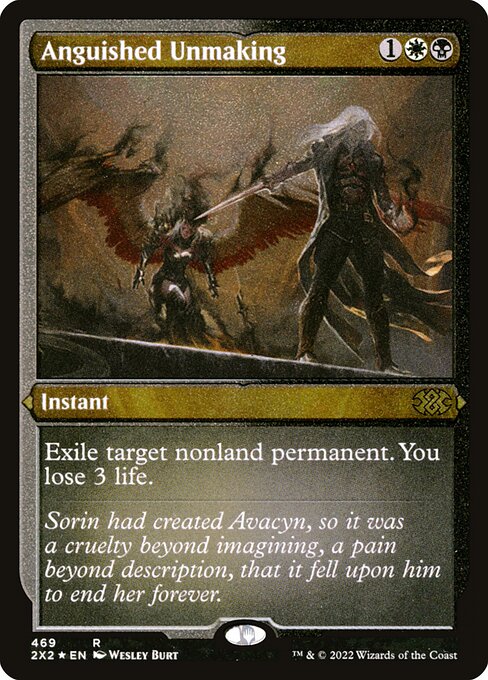 Anguished Unmaking 1
Instant
Exile target nonland permanent. You
lose 3 life.
Sorin had created Avacyn, so it was
a cruelty beyond imagining, a pain
beyond description, that it fell upon him
to end her forever.
469 R
2X2 ★ EN Wesley Burt ™ & © 2022 Wizards of the Coast